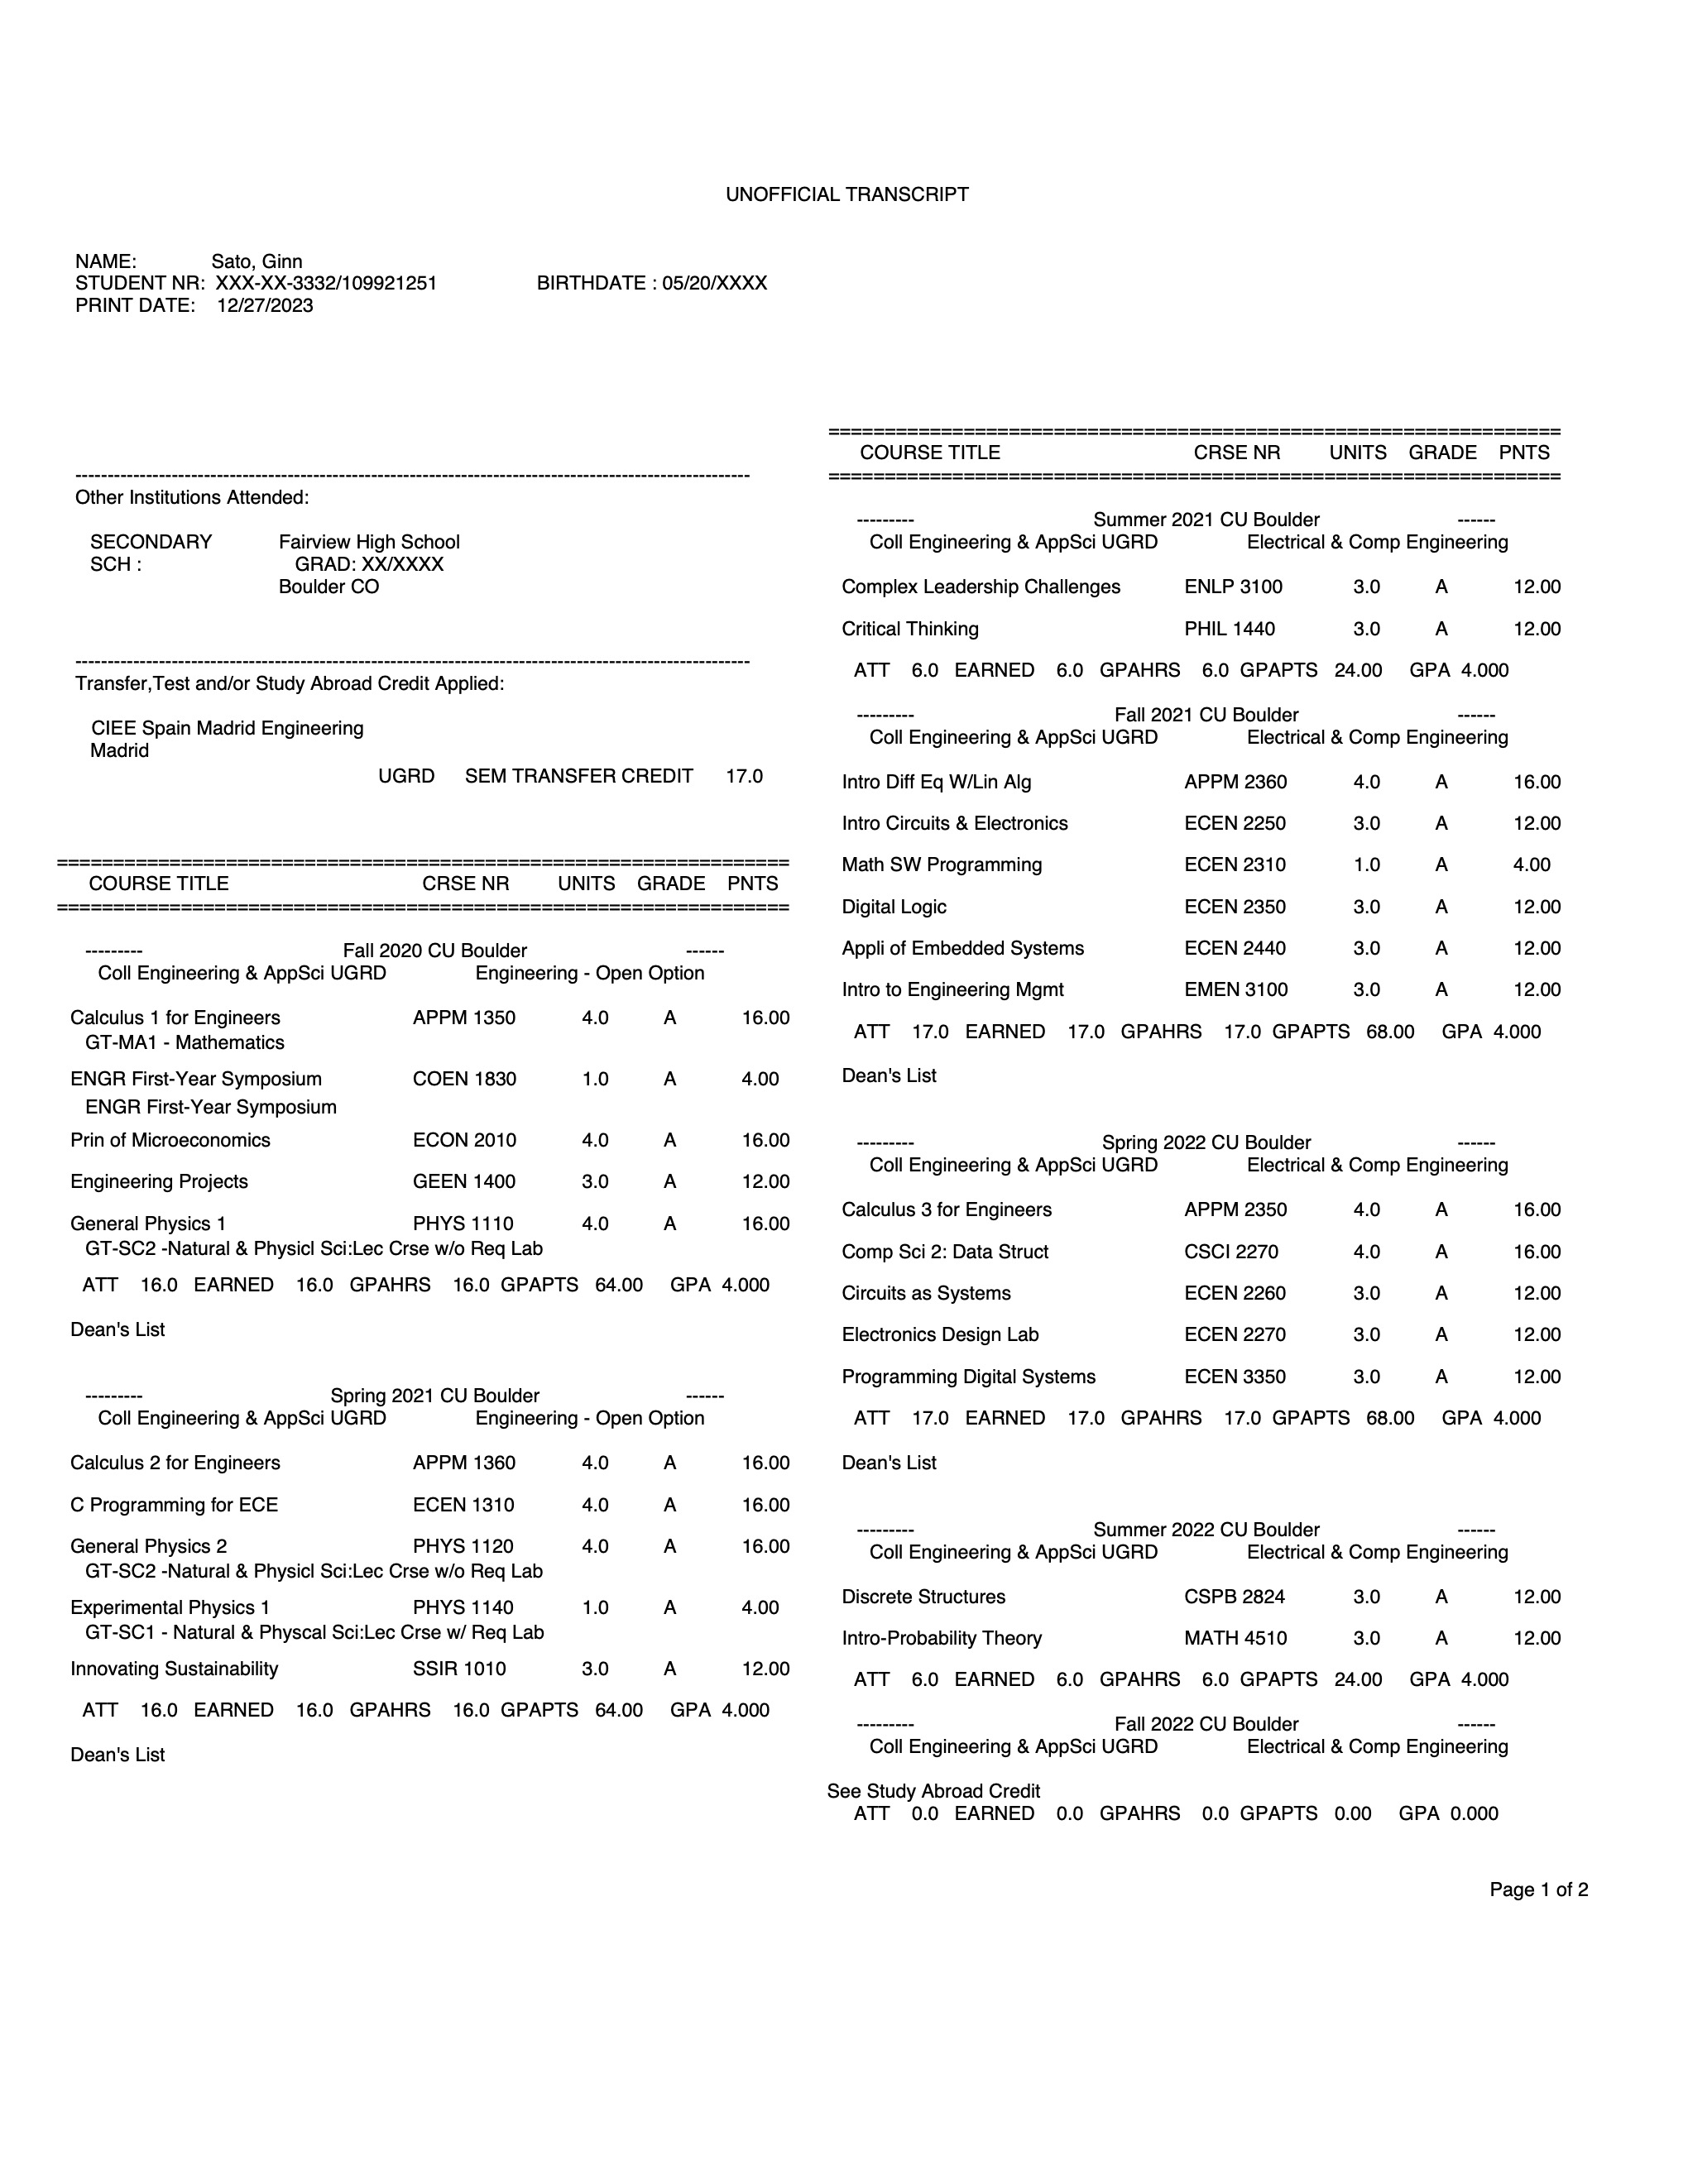 UNOFFICIAL TRANSCRIPT
NAME: Sato, Ginn
STUDENT NR: XXX-XX-3332/109921251 BIRTHDATE : 05/20/XXXX
PRINT DATE: 12/27/2023
------------------------------------------------------------------------------------------------------------
Other Institutions Attended:
SECONDARY Fairview High School
SCH : GRAD: XX/XXXX
Boulder CO
------------------------------------------------------------------------------------------------------------
Transfer,Test and/or Study Abroad Credit Applied:
CIEE Spain Madrid Engineering
Madrid
UGRD SEM TRANSFER CREDIT 17.0
=================================================================
COURSE TITLE CRSE NR UNITS GRADE PNTS
=================================================================
--------- Fall 2020 CU Boulder ------
Coll Engineering & AppSci UGRD Engineering - Open Option
Calculus 1 for Engineers APPM 1350 4.0 A 16.00
GT-MA1 - Mathematics
ENGR First-Year Symposium COEN 1830 1.0 A 4.00
ENGR First-Year Symposium
Prin of Microeconomics ECON 2010 4.0 A 16.00
Engineering Projects GEEN 1400 3.0 A 12.00
General Physics 1 PHYS 1110 4.0 A 16.00
GT-SC2 -Natural & Physicl Sci:Lec Crse w/o Req Lab
ATT 16.0 EARNED 16.0 GPAHRS 16.0 GPAPTS 64.00 GPA 4.000
Dean's List
--------- Spring 2021 CU Boulder ------
Coll Engineering & AppSci UGRD Engineering - Open Option
Calculus 2 for Engineers APPM 1360 4.0 A 16.00
C Programming for ECE ECEN 1310 4.0 A 16.00
General Physics 2 PHYS 1120 4.0 A 16.00
GT-SC2 -Natural & Physicl Sci:Lec Crse w/o Req Lab
Experimental Physics 1 PHYS 1140 1.0 A 4.00
GT-SC1 - Natural & Physcal Sci:Lec Crse w/ Req Lab
Innovating Sustainability SSIR 1010 3.0 A 12.00
ATT 16.0 EARNED 16.0 GPAHRS 16.0 GPAPTS 64.00 GPA 4.000
Dean's List
=================================================================
COURSE TITLE CRSE NR UNITS GRADE PNTS
=================================================================
--------- Summer 2021 CU Boulder ------
Coll Engineering & AppSci UGRD Electrical & Comp Engineering
Complex Leadership Challenges ENLP 3100 3.0 A 12.00
Critical Thinking PHIL 1440 3.0 A 12.00
ATT 6.0 EARNED 6.0 GPAHRS 6.0 GPAPTS 24.00 GPA 4.000
--------- Fall 2021 CU Boulder ------
Coll Engineering & AppSci UGRD Electrical & Comp Engineering
Intro Diff Eq W/Lin Alg APPM 2360 4.0 A 16.00
Intro Circuits & Electronics ECEN 2250 3.0 A 12.00
Math SW Programming ECEN 2310 1.0 A 4.00
Digital Logic ECEN 2350 3.0 A 12.00
Appli of Embedded Systems ECEN 2440 3.0 A 12.00
Intro to Engineering Mgmt EMEN 3100 3.0 A 12.00
ATT 17.0 EARNED 17.0 GPAHRS 17.0 GPAPTS 68.00 GPA 4.000
Dean's List
--------- Spring 2022 CU Boulder ------
Coll Engineering & AppSci UGRD Electrical & Comp Engineering
Calculus 3 for Engineers APPM 2350 4.0 A 16.00
Comp Sci 2: Data Struct CSCI 2270 4.0 A 16.00
Circuits as Systems ECEN 2260 3.0 A 12.00
Electronics Design Lab ECEN 2270 3.0 A 12.00
Programming Digital Systems ECEN 3350 3.0 A 12.00
ATT 17.0 EARNED 17.0 GPAHRS 17.0 GPAPTS 68.00 GPA 4.000
Dean's List
--------- Summer 2022 CU Boulder ------
Coll Engineering & AppSci UGRD Electrical & Comp Engineering
Discrete Structures CSPB 2824 3.0 A 12.00
Intro-Probability Theory MATH 4510 3.0 A 12.00
ATT 6.0 EARNED 6.0 GPAHRS 6.0 GPAPTS 24.00 GPA 4.000
--------- Fall 2022 CU Boulder ------
Coll Engineering & AppSci UGRD Electrical & Comp Engineering
See Study Abroad Credit
ATT 0.0 EARNED 0.0 GPAHRS 0.0 GPAPTS 0.00 GPA 0.000
Page 1 of 2